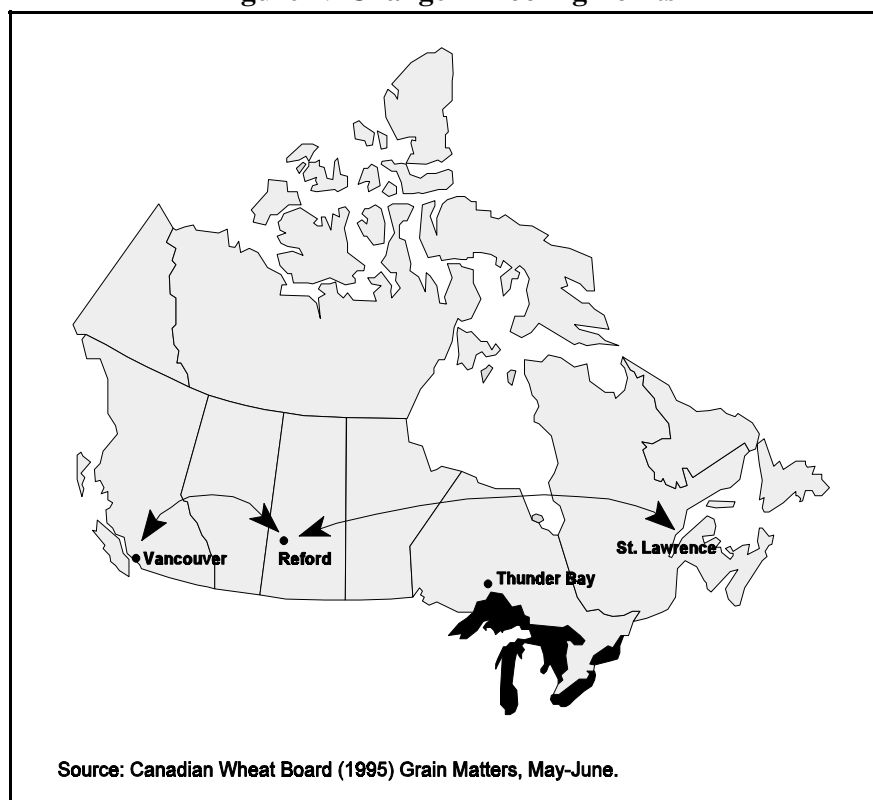 Vancouver
Reford
St. Lawrence
Thunder Bay
Source: Canadian Wheat Board (1995) Grain Matters, May-June.